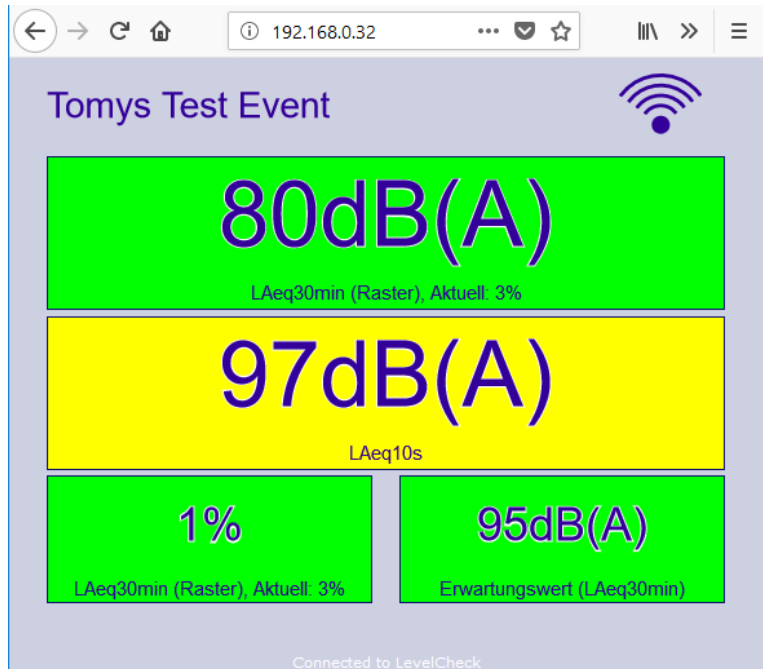 192.168.0.32
Tomys Test Event
80dB(A)
LAeq30min (Raster), Aktuell: 3%
97dB(A)
LAeq10s
1%
LAeq30min (Raster), Aktuell: 3%
95dB(A)
Erwartungswert (LAeq30min)
Connected to LevelCheck